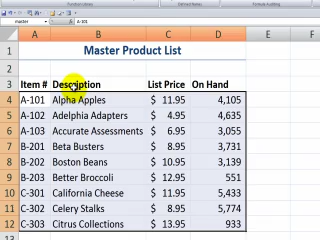 Function Library Defined Names Formula Auditing
master A-101
A B C D
1 Master Product List
2
3 Item # Description List Price On Hand
4 A-101 Alpha Apples $ 11.95 4,105
5 A-102 Adelphia Adapters $ 4.95 4,635
6 A-103 Accurate Assessments $ 6.95 3,055
7 B-201 Beta Busters $ 8.95 3,731
8 B-202 Boston Beans $ 10.95 3,139
9 B-203 Better Broccoli $ 12.95 551
10 C-301 California Cheese $ 11.95 5,433
11 C-302 Celery Stalks $ 8.95 5,774
12 C-303 Citrus Collections $ 13.95 933
13